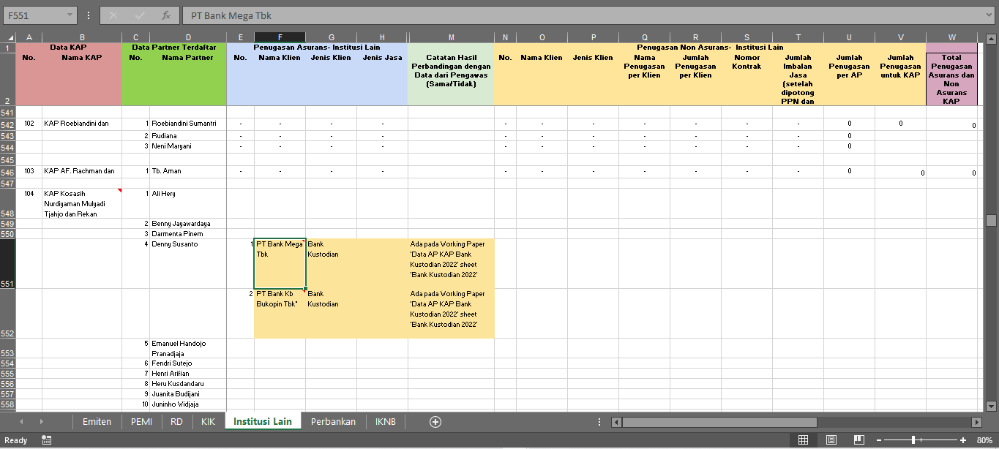 F551
fx
PT Bank Mega Tbk
A B C D E F G H M N O P Q R S T U V W
1 Data KAP Data Partner Terdaftar Penugasan Asurans- Institusi Lain Penugasan Non Asurans- Institusi Lain
No. Nama KAP No. Nama Partner No. Nama Klien Jenis Klien Jenis Jasa Catatan Hasil No. Nama Klien Jenis Klien Nama Jumlah Nomor Jumlah Jumlah Jumlah Total
Perbandingan dengan Penugasan Penugasan Kontrak Imbalan Penugasan Penugasan Penugasan
Data dari Pengawas per Klien per Klien Jasa per AP untuk KAP Asurans dan
(Sama/Tidak) (setelah Non
dipotong Asurans
2 PPN dan KAP
541
542 102 KAP Roebiandini dan 1 Roebiandini Sumantri - - - - - - - - - - - 0 0 0
543 2 Rudiana - - - - - - - - - - - 0
544 3 Neni Maryani - - - - - - - - - - - 0
545
546 103 KAP AF. Rachman dan 1 Tb. Aman - - - - - - - - - - - 0 0 0
547
104 KAP Kosasih 1 Ali Hery
Nurdiyaman Mulyadi
548 Tjahjo dan Rekan
549 2 Benny Jayawardaya
550 3 Darmenta Pinem
4 Denny Susanto 1 PT Bank Mega Bank Ada pada Working Paper
Tbk Kustodian 'Data AP KAP Bank
Kustodian 2022' sheet
551 'Bank Kustodian 2022'
2 PT Bank Kb Bank Ada pada Working Paper
Bukopin Tbk" Kustodian 'Data AP KAP Bank
Kustodian 2022' sheet
'Bank Kustodian 2022'
552
5 Emanuel Handojo
553 Pranadjaja
554 6 Fendri Sutejo
555 7 Henri Arifian
556 8 Heru Kusdandaru
557 9 Juanita Budijani
558 10 Juninho Widjaja
Emiten PEMI RD KIK Institusi Lain Perbankan IKNB
Ready 80%